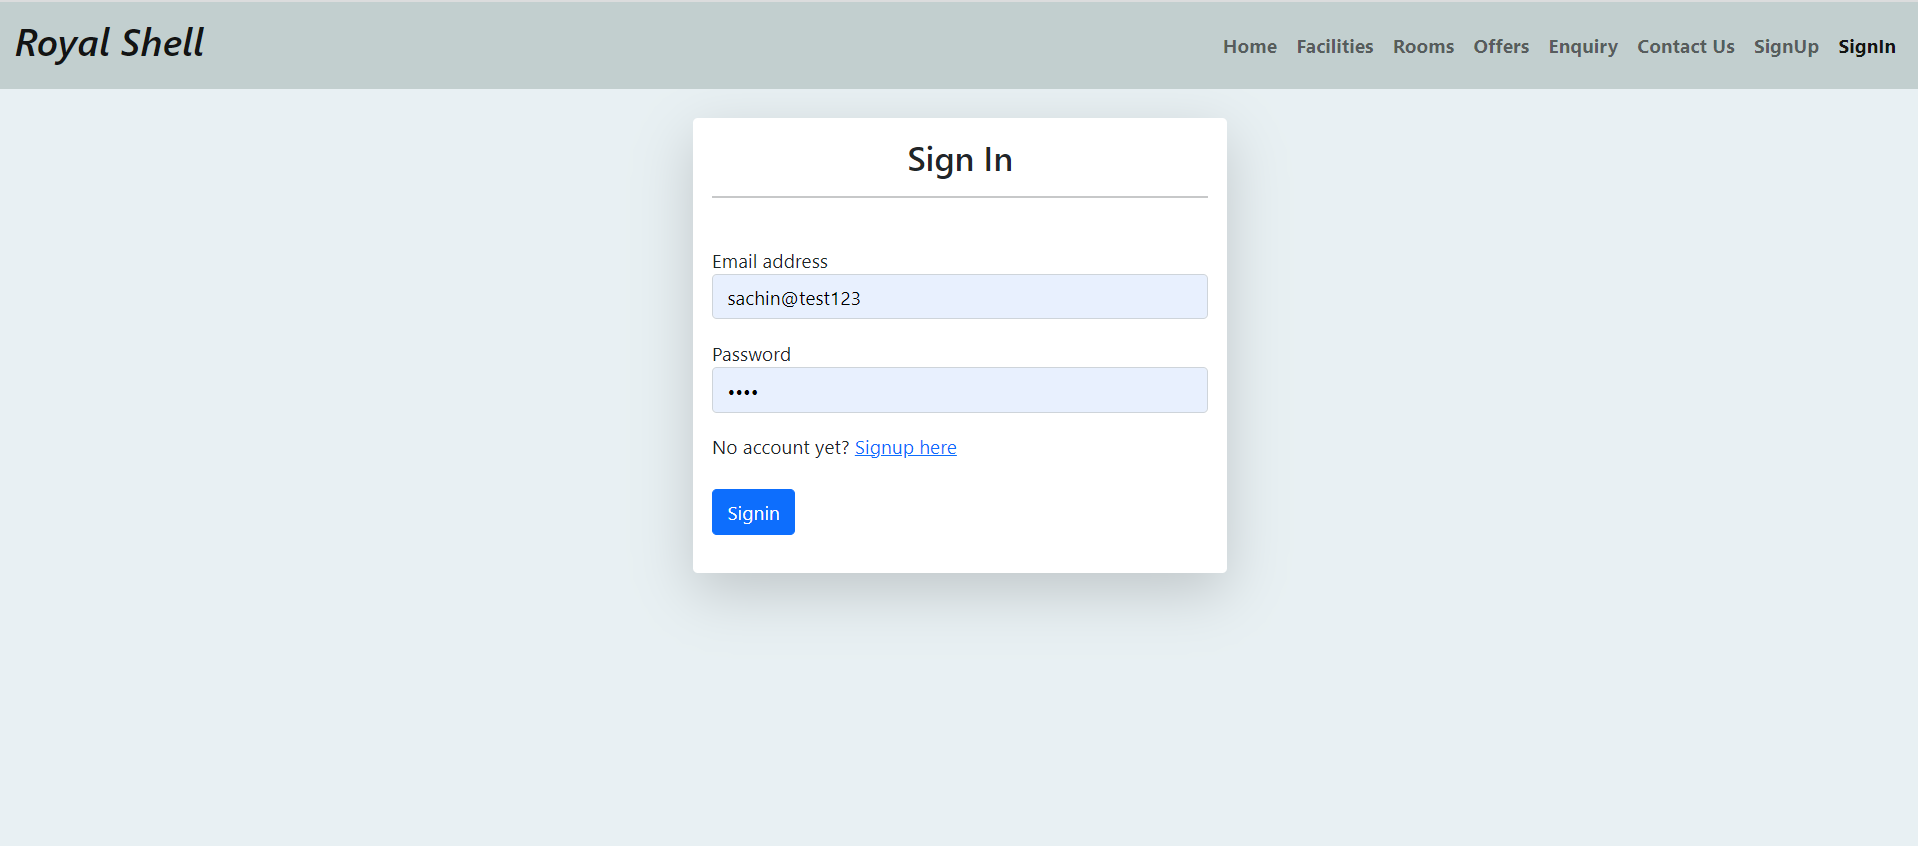 Royal Shell
Home Facilities Rooms Offers Enquiry Contact Us SignUp SignIn
Sign In
Email address
sachin@test123
Password
••••
No account yet? Signup here
Signin